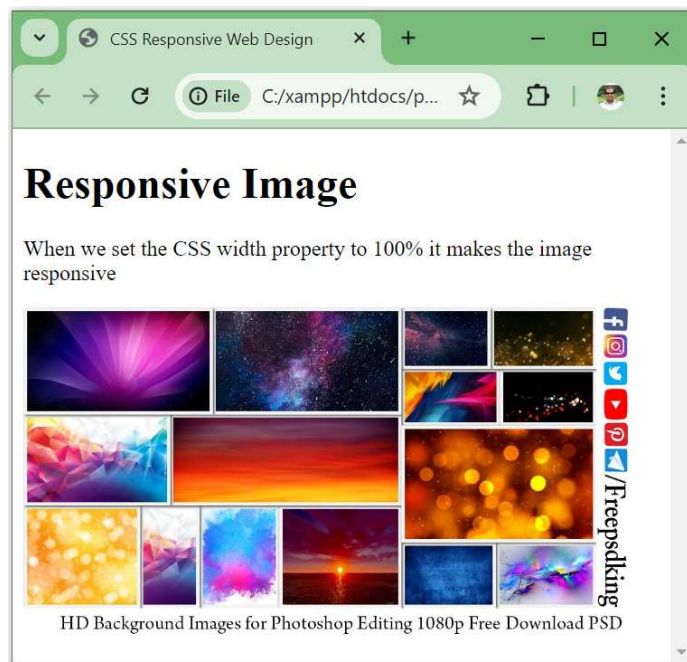 CSS Responsive Web Design
File
C:/xampp/htdocs/p...
Responsive Image
When we set the CSS width property to 100% it makes the image
responsive
/Freepsdking
HD Background Images for Photoshop Editing 1080p Free Download PSD